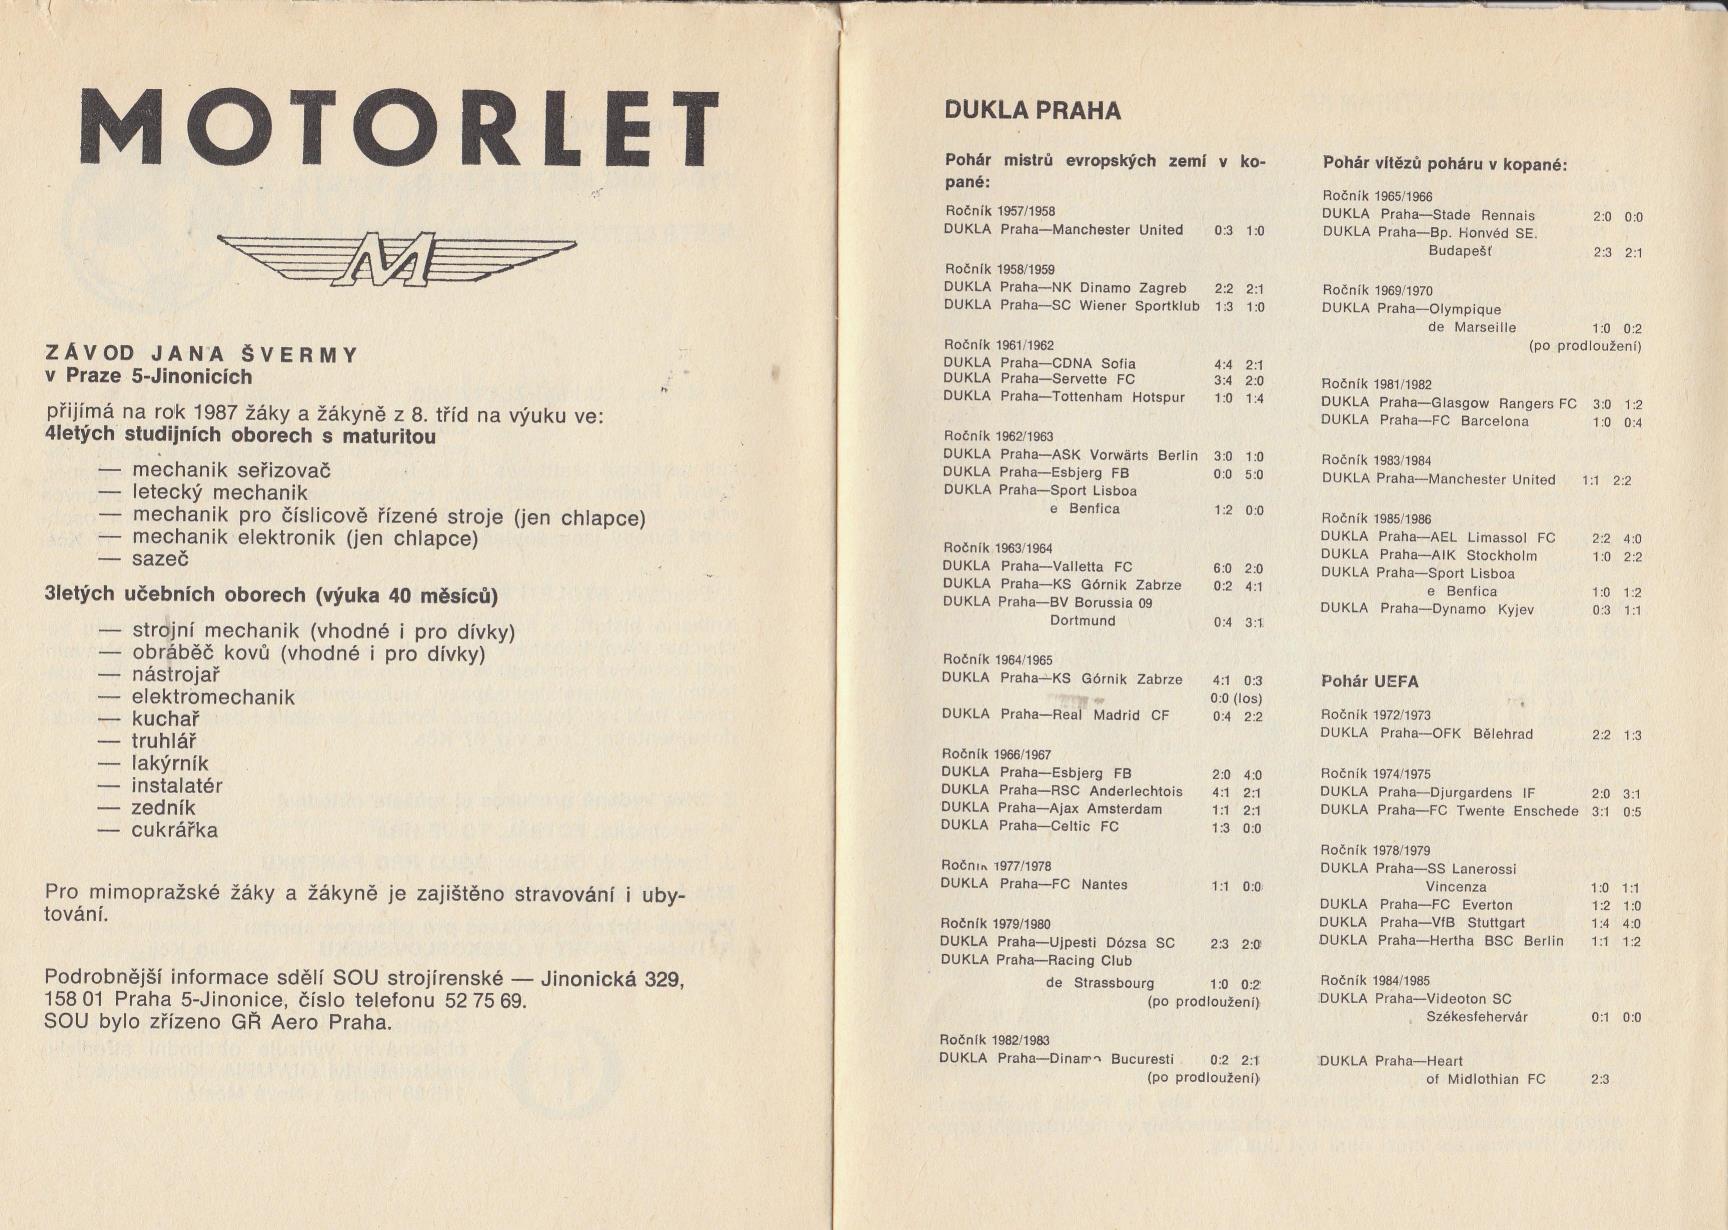 MOTORLET
M
ZÁVOD JANA ŠVERMY
v Praze 5-Jinonicích
přijímá na rok 1987 žáky a žákyně z 8. tříd na výuku ve:
4letých studijních oborech s maturitou
— mechanik seřizovač
— letecký mechanik
— mechanik pro číslicově řízené stroje (jen chlapce)
— mechanik elektronik (jen chlapce)
— sazeč
3letých učebních oborech (výuka 40 měsíců)
— strojní mechanik (vhodné i pro dívky)
— obráběč kovů (vhodné i pro dívky)
— nástrojař
— elektromechanik
— kuchař
— truhlář
— lakýrník
— instalatér
— zedník
— cukrářka
Pro mimopražské žáky a žákyně je zajištěno stravování i uby-
tování.
Podrobnější informace sdělí SOU strojírenské — Jinonická 329,
158 01 Praha 5-Jinonice, číslo telefonu 52 75 69.
SOU bylo zřízeno GŘ Aero Praha.
DUKLA PRAHA
Pohár mistrů evropských zemí v ko-
pané:
Ročník 1957/1958
DUKLA Praha—Manchester United 0:3 1:0
Ročník 1958/1959
DUKLA Praha—NK Dinamo Zagreb 2:2 2:1
DUKLA Praha—SC Wiener Sportklub 1:3 1:0
Ročník 1961/1962
DUKLA Praha—CDNA Sofia 4:4 2:1
DUKLA Praha—Servette FC 3:4 2:0
DUKLA Praha—Tottenham Hotspur 1:0 1:4
Ročník 1962/1963
DUKLA Praha—ASK Vorwärts Berlin 3:0 1:0
DUKLA Praha—Esbjerg FB 0:0 5:0
DUKLA Praha—Sport Lisboa
e Benfica 1:2 0:0
Ročník 1963/1964
DUKLA Praha—Valletta FC 6:0 2:0
DUKLA Praha—KS Górnik Zabrze 0:2 4:1
DUKLA Praha—BV Borussia 09
Dortmund 0:4 3:1
Ročník 1964/1965
DUKLA Praha—KS Górnik Zabrze 4:1 0:3
0:0 (los)
DUKLA Praha—Real Madrid CF 0:4 2:2
Ročník 1966/1967
DUKLA Praha—Esbjerg FB 2:0 4:0
DUKLA Praha—RSC Anderlechtois 4:1 2:1
DUKLA Praha—Ajax Amsterdam 1:1 2:1
DUKLA Praha—Celtic FC 1:3 0:0
Ročník 1977/1978
DUKLA Praha—FC Nantes 1:1 0:0
Ročník 1979/1980
DUKLA Praha—Ujpesti Dózsa SC 2:3 2:0
DUKLA Praha—Racing Club
de Strassbourg 1:0 0:2
(po prodloužení)
Ročník 1982/1983
DUKLA Praha—Dinamo Bucuresti 0:2 2:1
(po prodloužení)
Pohár vítězů poháru v kopané:
Ročník 1965/1966
DUKLA Praha—Stade Rennais 2:0 0:0
DUKLA Praha—Bp. Honvéd SE.
Budapešť 2:3 2:1
Ročník 1969/1970
DUKLA Praha—Olympique
de Marseille 1:0 0:2
(po prodloužení)
Ročník 1981/1982
DUKLA Praha—Glasgow Rangers FC 3:0 1:2
DUKLA Praha—FC Barcelona 1:0 0:4
Ročník 1983/1984
DUKLA Praha—Manchester United 1:1 2:2
Ročník 1985/1986
DUKLA Praha—AEL Limassol FC 2:2 4:0
DUKLA Praha—AIK Stockholm 1:0 2:2
DUKLA Praha—Sport Lisboa
e Benfica 1:0 1:2
DUKLA Praha—Dynamo Kyjev 0:3 1:1
Pohár UEFA
Ročník 1972/1973
DUKLA Praha—OFK Bělehrad 2:2 1:3
Ročník 1974/1975
DUKLA Praha—Djurgardens IF 2:0 3:1
DUKLA Praha—FC Twente Enschede 3:1 0:5
Ročník 1978/1979
DUKLA Praha—SS Lanerossi
Vincenza 1:0 1:1
DUKLA Praha—FC Everton 1:2 1:0
DUKLA Praha—VfB Stuttgart 1:4 4:0
DUKLA Praha—Hertha BSC Berlin 1:1 1:2
Ročník 1984/1985
DUKLA Praha—Videoton SC
Székesfehervár 0:1 0:0
DUKLA Praha—Heart
of Midlothian FC 2:3